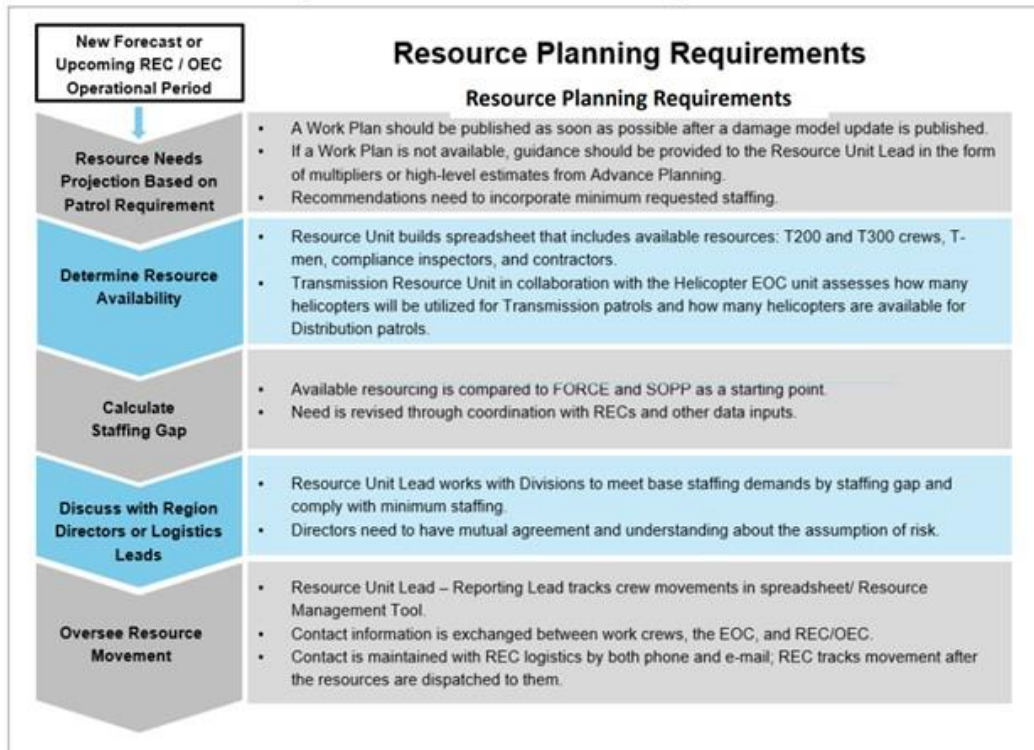 New Forecast or
Upcoming REC / OEC
Operational Period
Resource Planning Requirements
Resource Planning Requirements
Resource Needs
Projection Based on
Patrol Requirement
• A Work Plan should be published as soon as possible after a damage model update is published.
• If a Work Plan is not available, guidance should be provided to the Resource Unit Lead in the form
of multipliers or high-level estimates from Advance Planning.
• Recommendations need to incorporate minimum requested staffing.
Determine Resource
Availability
• Resource Unit builds spreadsheet that includes available resources: T200 and T300 crews, T-
men, compliance inspectors, and contractors.
• Transmission Resource Unit in collaboration with the Helicopter EOC unit assesses how many
helicopters will be utilized for Transmission patrols and how many helicopters are available for
Distribution patrols.
Calculate
Staffing Gap
• Available resourcing is compared to FORCE and SOPP as a starting point.
• Need is revised through coordination with RECs and other data inputs.
Discuss with Region
Directors or Logistics
Leads
• Resource Unit Lead works with Divisions to meet base staffing demands by staffing gap and
comply with minimum staffing.
• Directors need to have mutual agreement and understanding about the assumption of risk.
Oversee Resource
Movement
• Resource Unit Lead – Reporting Lead tracks crew movements in spreadsheet/ Resource
Management Tool.
• Contact information is exchanged between work crews, the EOC, and REC/OEC.
• Contact is maintained with REC logistics by both phone and e-mail; REC tracks movement after
the resources are dispatched to them.